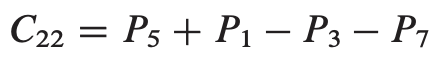 C₂₂ = P₅ + P₁ − P₃ − P₇